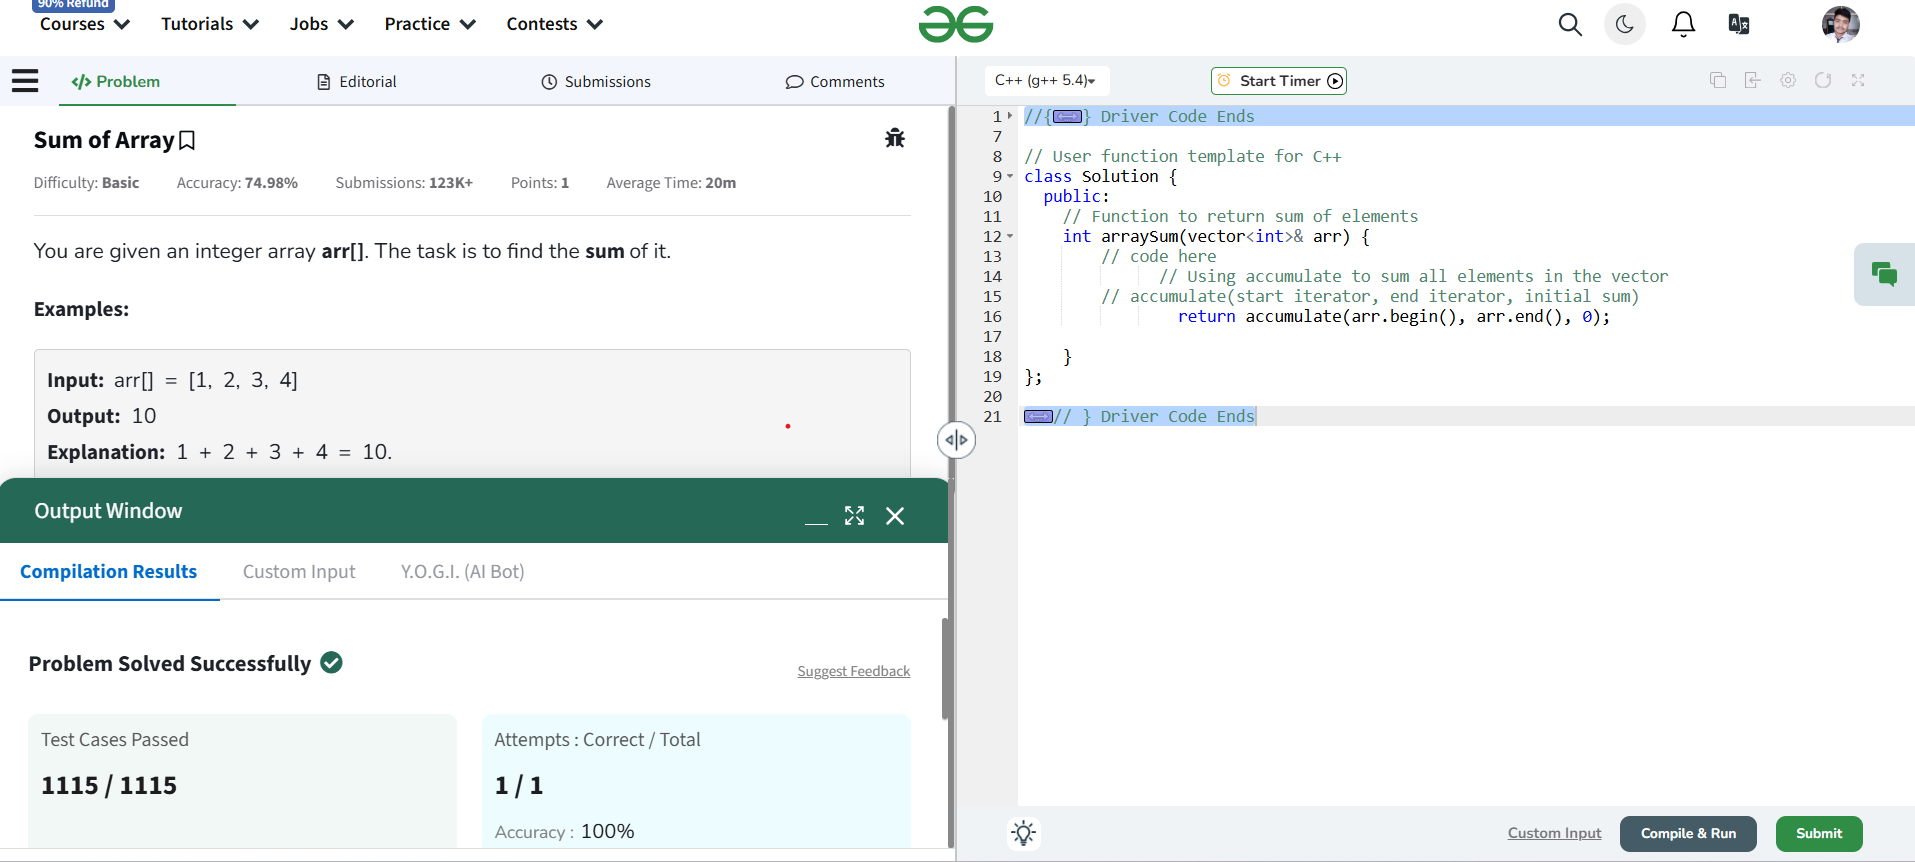 90% Refund
Courses Tutorials Jobs Practice Contests
Problem Editorial Submissions Comments
Sum of Array
Difficulty: Basic Accuracy: 74.98% Submissions: 123K+ Points: 1 Average Time: 20m
You are given an integer array arr[]. The task is to find the sum of it.
Examples:
Input: arr[] = [1, 2, 3, 4]
Output: 10
Explanation: 1 + 2 + 3 + 4 = 10.
Output Window
Compilation Results Custom Input Y.O.G.I. (AI Bot)
Problem Solved Successfully
Suggest Feedback
Test Cases Passed
1115 / 1115
Attempts : Correct / Total
1 / 1
Accuracy : 100%
C++ (g++ 5.4) Start Timer
1 //{ } Driver Code Ends
7
8 // User function template for C++
9 class Solution {
10 public:
11 // Function to return sum of elements
12 int arraySum(vector<int>& arr) {
13 // code here
14 // Using accumulate to sum all elements in the vector
15 // accumulate(start iterator, end iterator, initial sum)
16 return accumulate(arr.begin(), arr.end(), 0);
17
18 }
19 };
20
21 // } Driver Code Ends
Custom Input Compile & Run Submit